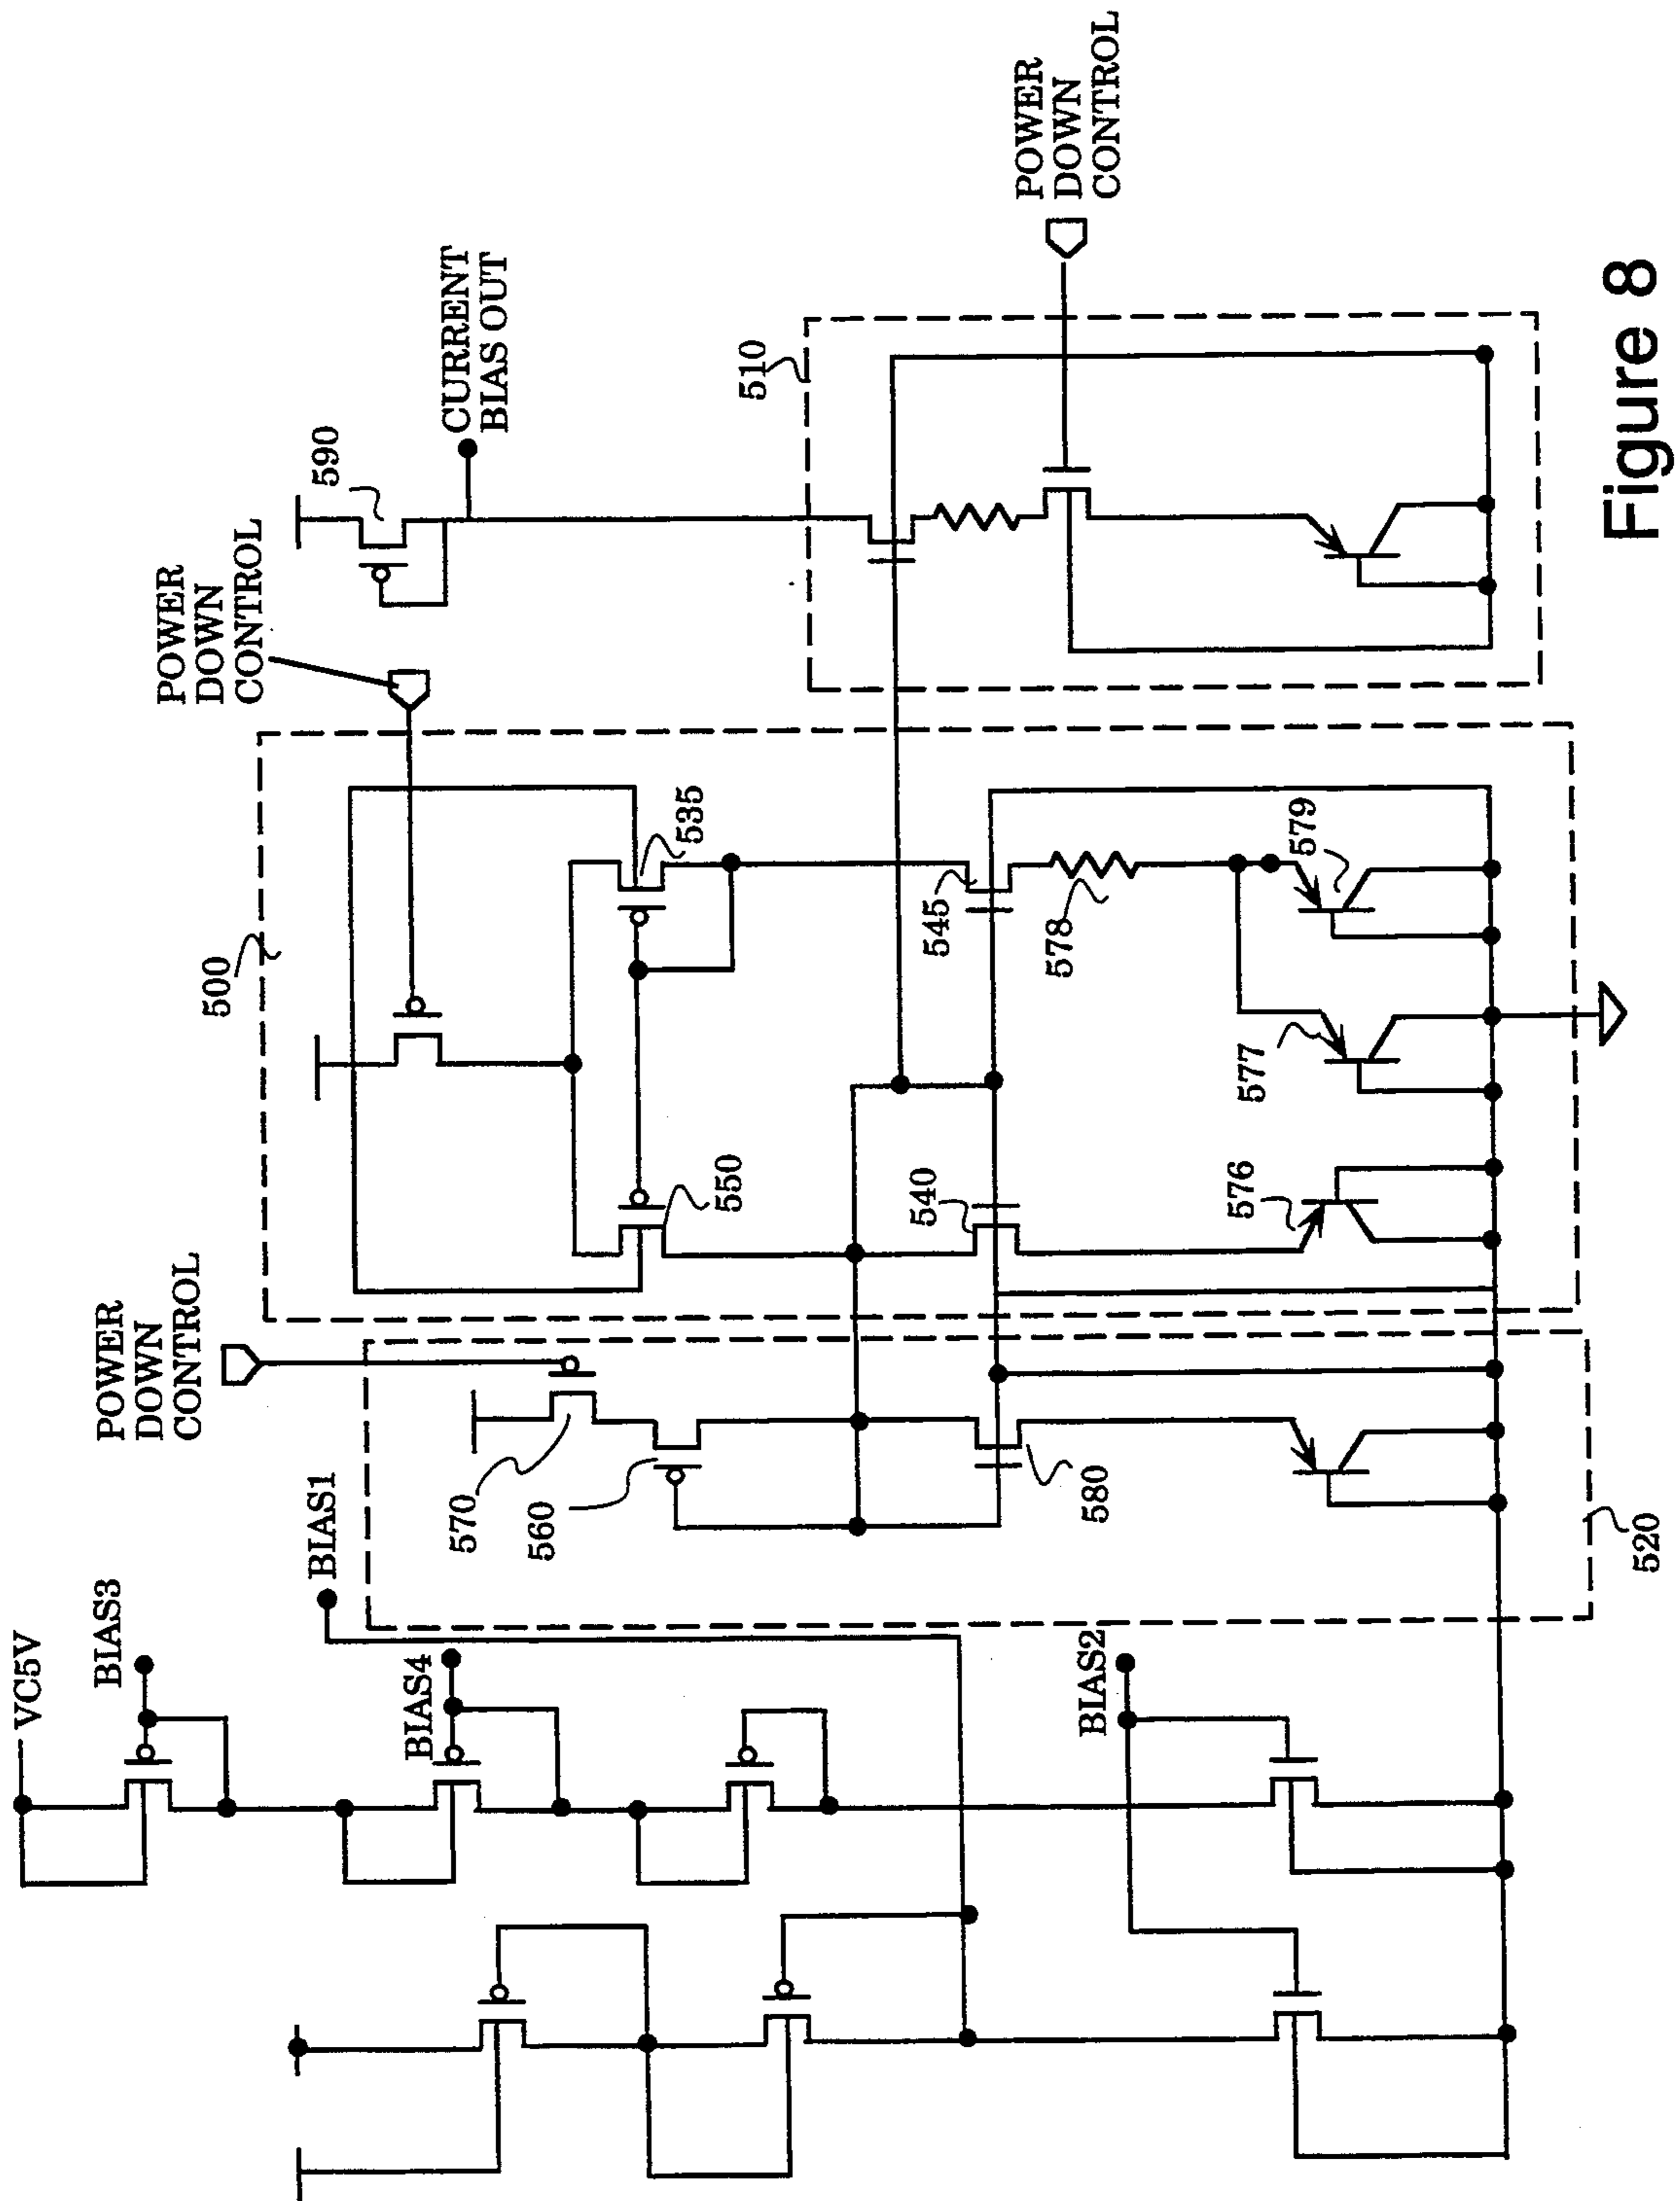 VC5V
BIAS3
BIAS4
BIAS1
BIAS2
POWER
DOWN
CONTROL
570
560
580
520
POWER
DOWN
CONTROL
500
550
535
540
545
578
576
577
579
590
CURRENT
BIAS OUT
510
POWER
DOWN
CONTROL
Figure 8